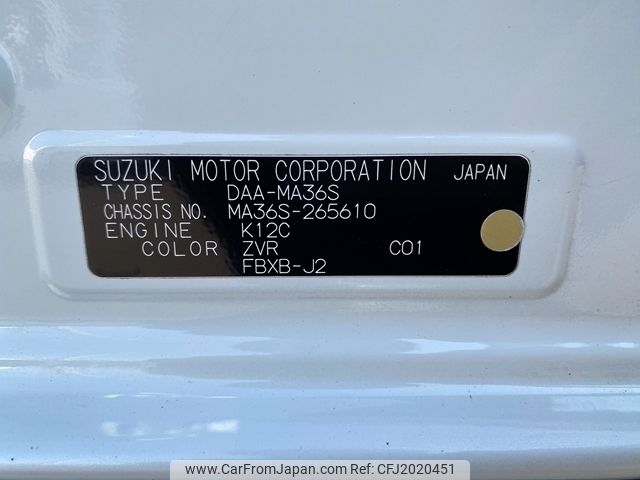 SUZUKI MOTOR CORPORATION JAPAN
TYPE DAA-MA36S
CHASSIS NO. MA36S-265610
ENGINE K12C
COLOR ZVR C01
FBXB-J2
www.CarFromJapan.com | Ref: CFJ2020451